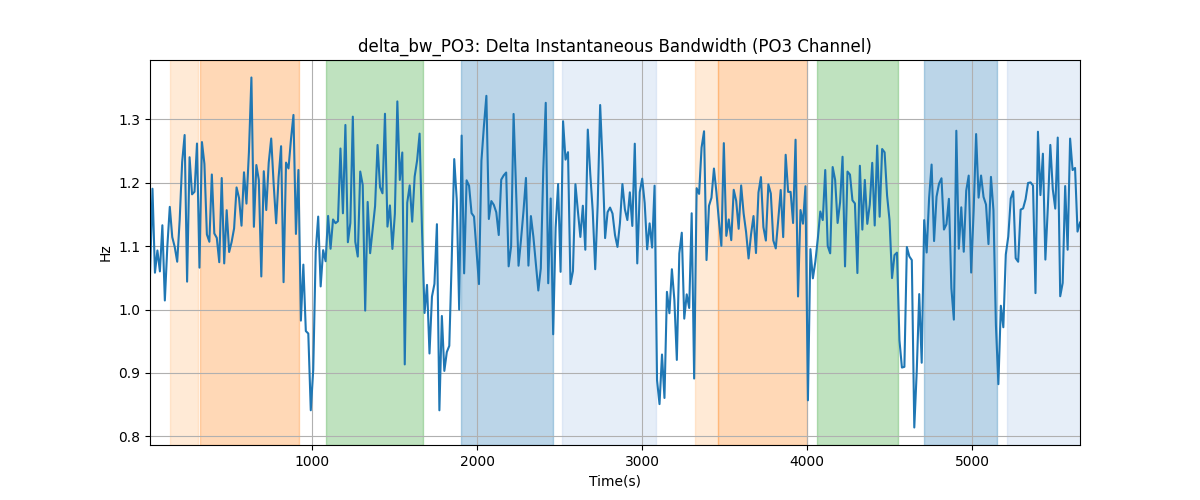 delta_bw_PO3: Delta Instantaneous Bandwidth (PO3 Channel)
Hz
1.3
1.2
1.1
1.0
0.9
0.8
1000 2000 3000 4000 5000
Time(s)